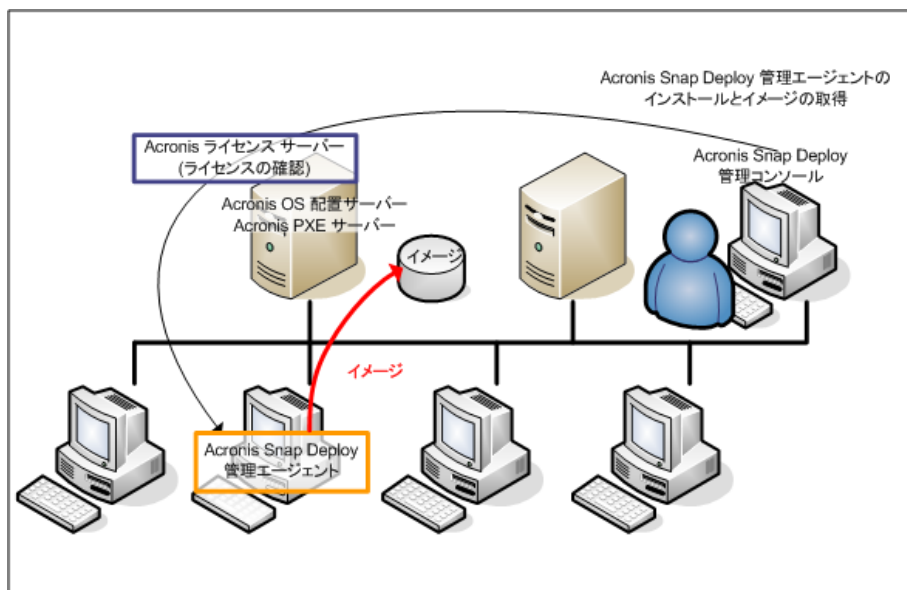 Acronis Snap Deploy 管理エージェントの
インストールとイメージの取得
Acronis ライセンス サーバー
(ライセンスの確認)
Acronis Snap Deploy
管理コンソール
Acronis OS 配置サーバー
Acronis PXE サーバー
イメージ
イメージ
Acronis Snap Deploy
管理エージェント